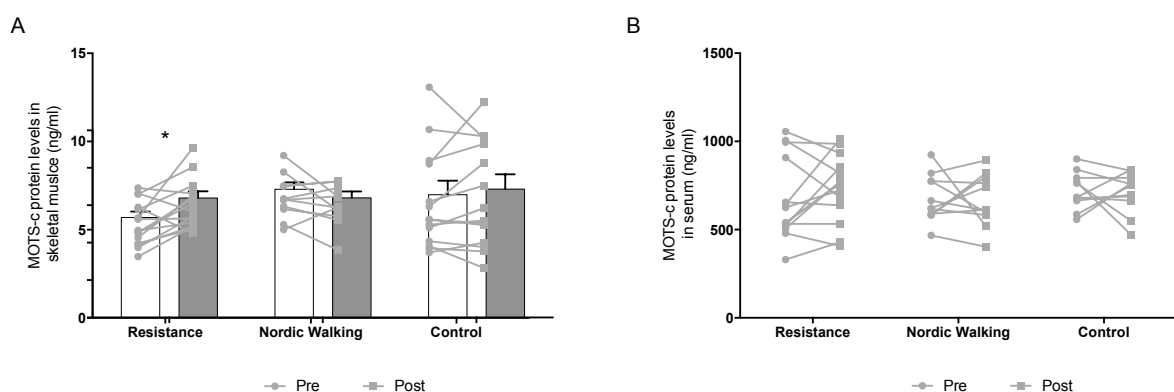 A
MOTS-c protein levels in
skeletal muslce (ng/ml)
15
10
5
0
*
Resistance
Nordic Walking
Control
Pre
Post
B
MOTS-c protein levels
in serum (ng/ml)
1500
1000
500
0
Resistance
Nordic Walking
Control
Pre
Post